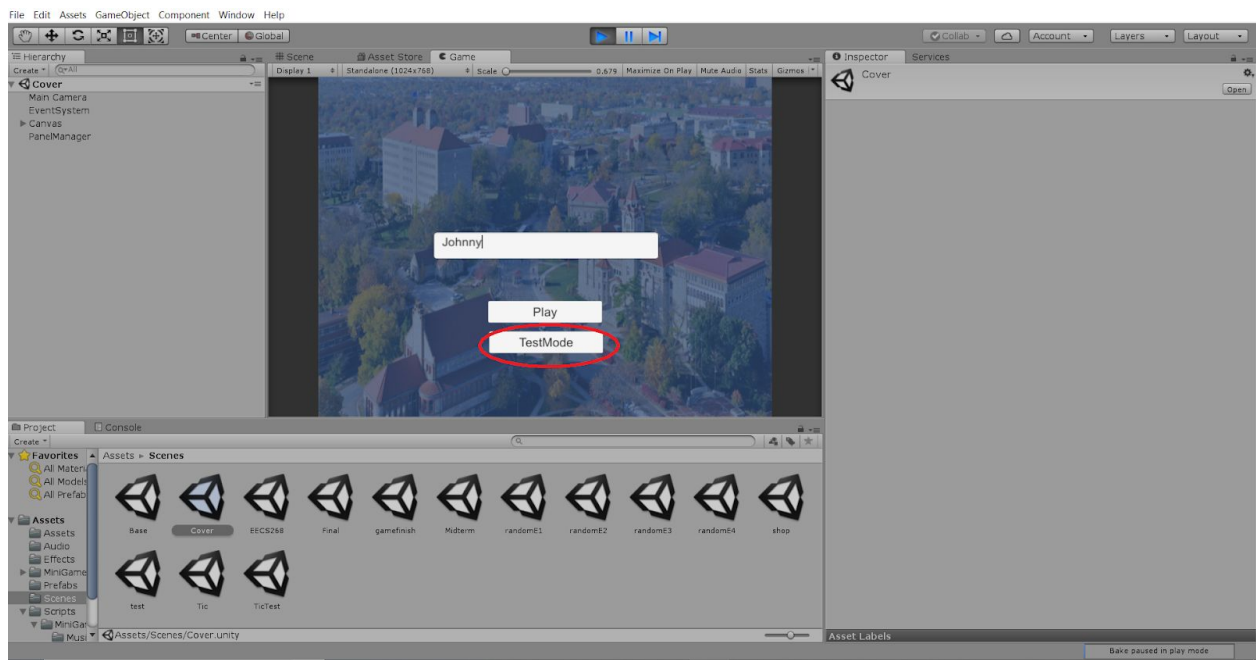 File Edit Assets GameObject Component Window Help
Center Global
Collab Account Layers Layout
Hierarchy
Create All
Cover
Main Camera
EventSystem
Canvas
PanelManager
Scene Asset Store Game
Display 1 Standalone (1024x768) Scale 0.679 Maximize On Play Mute Audio Stats Gizmos
Johnny
Play
TestMode
Inspector Services
Cover
Open
Project Console
Create
Favorites
All Materi
All Models
All Prefab
Assets
Assets
Audio
Effects
MiniGame
Prefabs
Scenes
Scripts
MiniGa
Musi
Assets Scenes
Base Cover EECS268 Final gamefinish Midterm randomE1 randomE2 randomE3 randomE4 shop
test Tic TicTest
Assets/Scenes/Cover.unity
Asset Labels
Bake paused in play mode